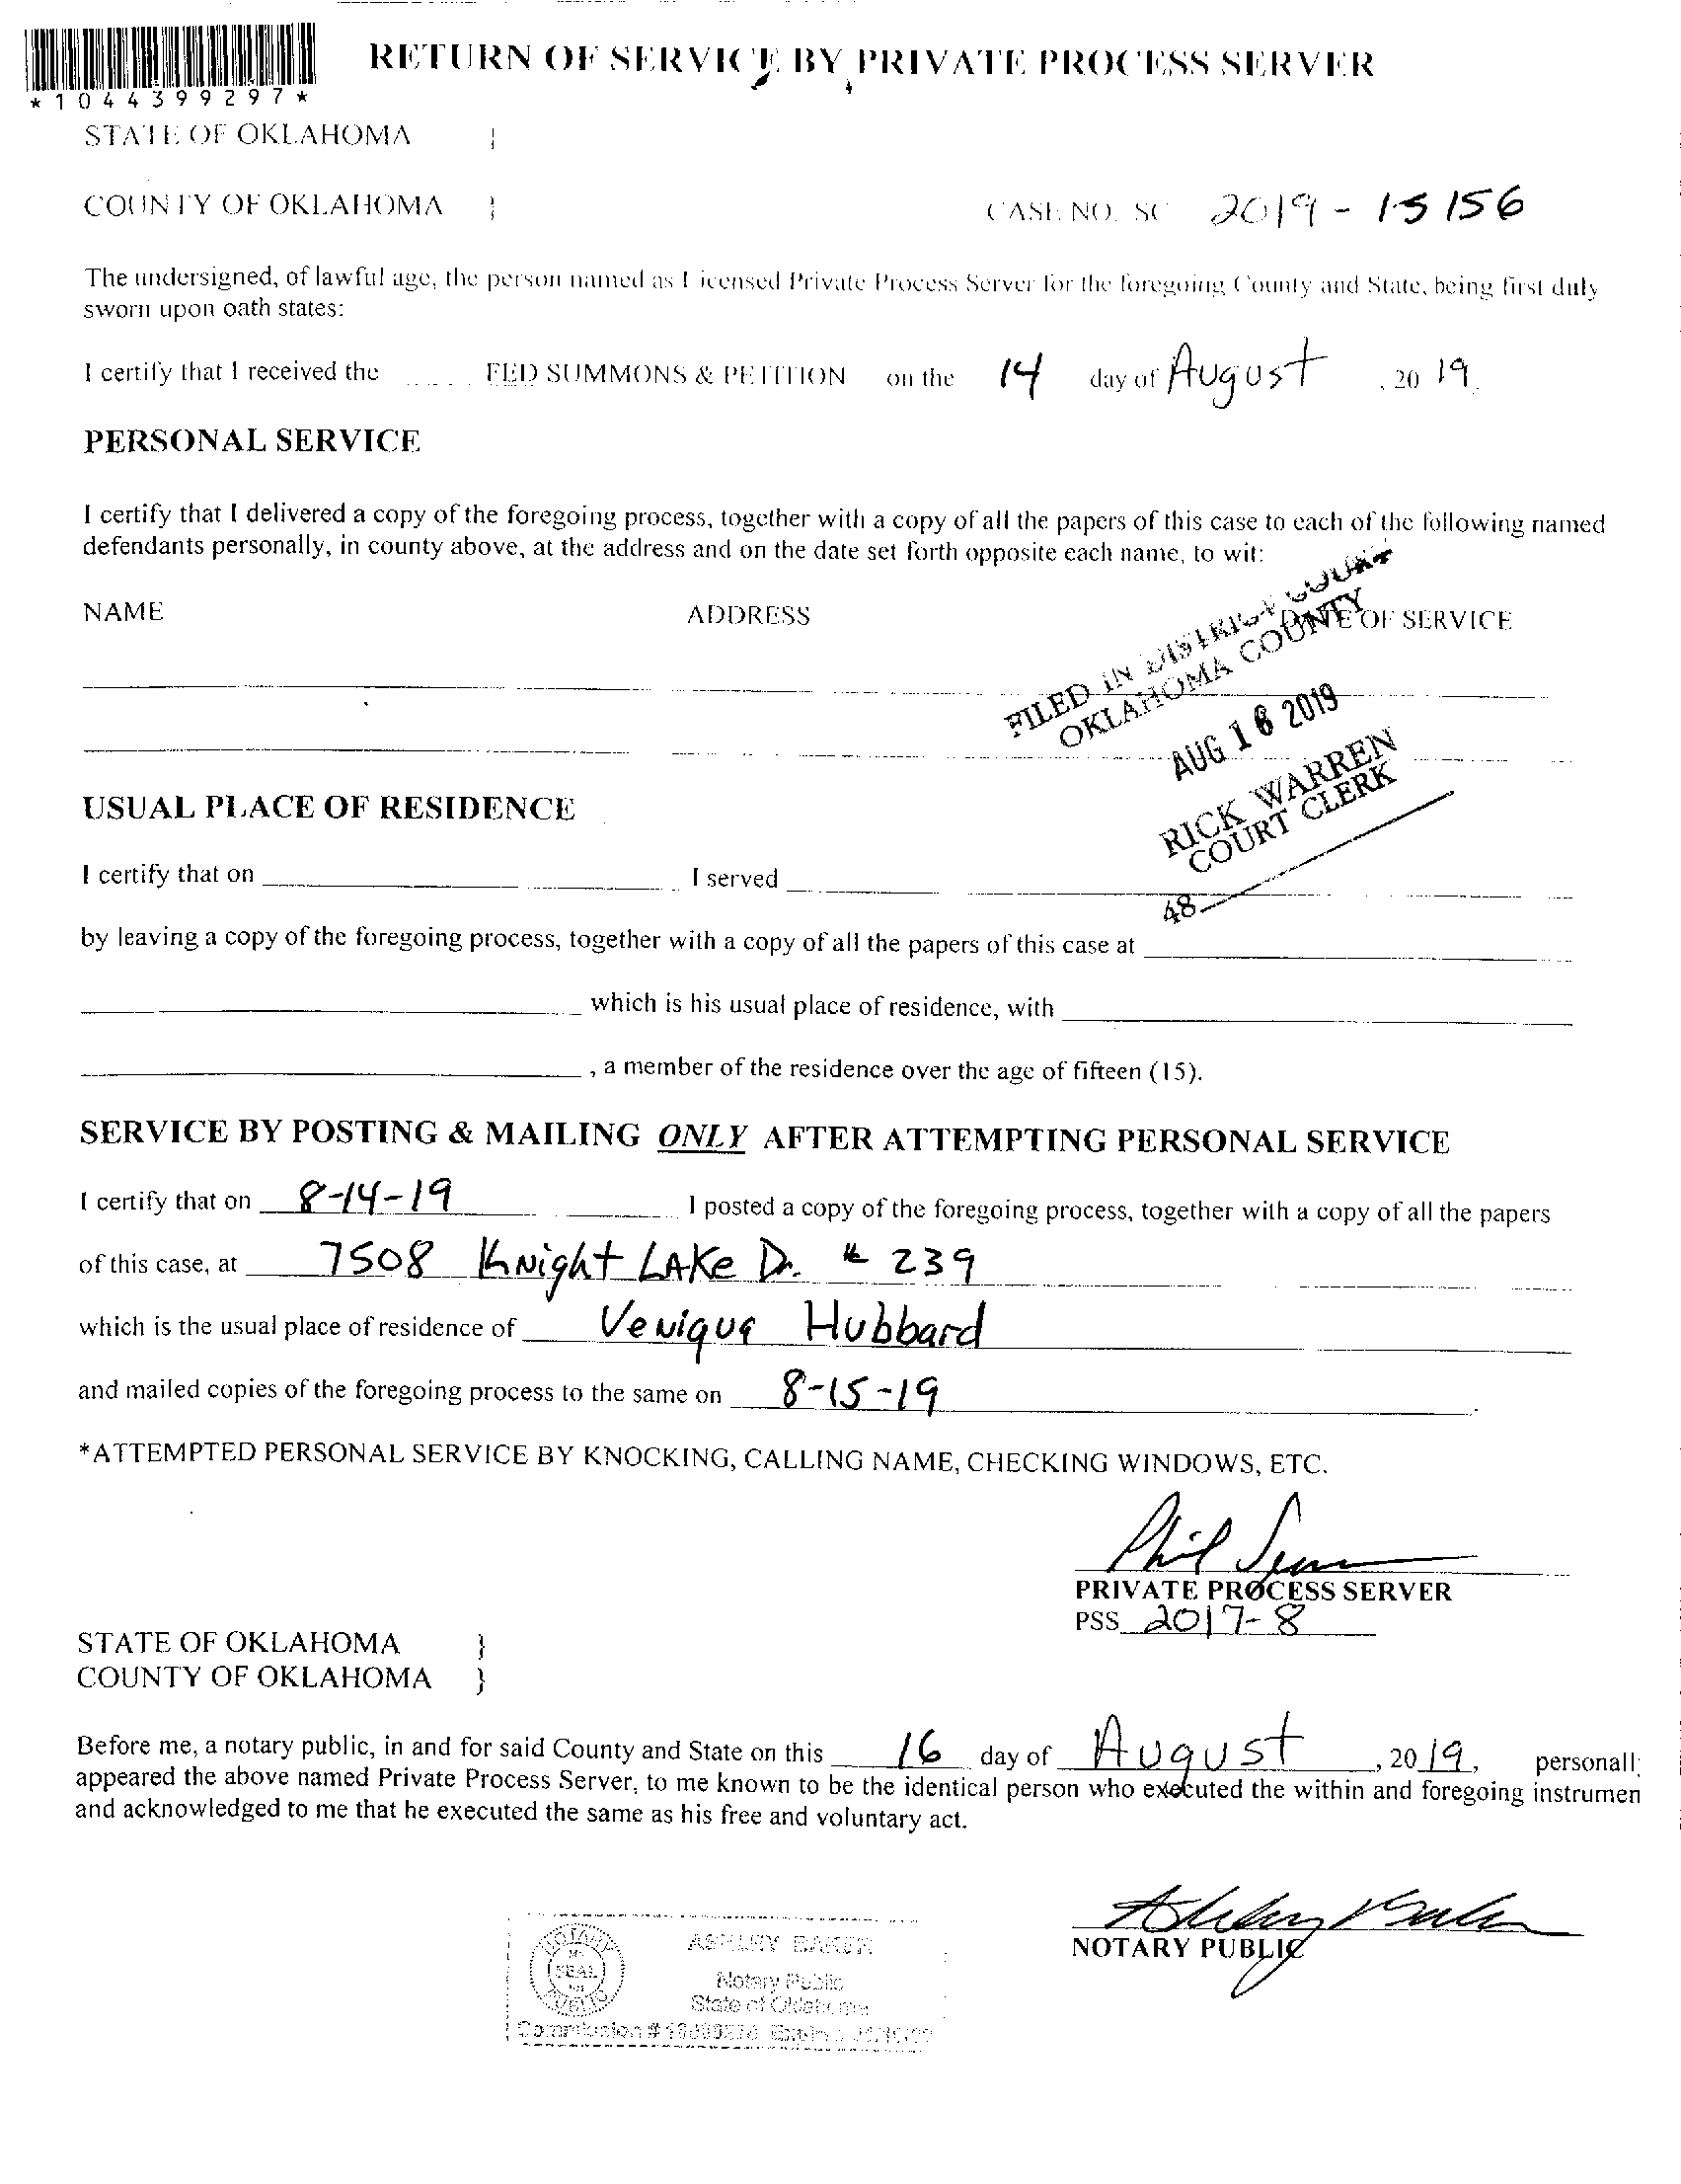 RETURN OF SERVICE BY PRIVATE PROCESS SERVER
*1044399297*
STATE OF OKLAHOMA }
COUNTY OF OKLAHOMA } CASE NO. SC 2019-15156
The undersigned, of lawful age, the person named as Licensed Private Process Server for the foregoing County and State, being first duly
sworn upon oath states:
I certify that I received the FED SUMMONS & PETITION on the 14 day of August, 2019.
PERSONAL SERVICE
I certify that I delivered a copy of the foregoing process, together with a copy of all the papers of this case to each of the following named
defendants personally, in county above, at the address and on the date set forth opposite each name, to wit:
NAME ADDRESS DATE OF SERVICE
FILED IN DISTRICT COURT
OKLAHOMA COUNTY
AUG 16 2019
RICK WARREN
COURT CLERK
48
USUAL PLACE OF RESIDENCE
I certify that on I served
by leaving a copy of the foregoing process, together with a copy of all the papers of this case at
which is his usual place of residence, with
, a member of the residence over the age of fifteen (15).
SERVICE BY POSTING & MAILING ONLY AFTER ATTEMPTING PERSONAL SERVICE
I certify that on 8-14-19 I posted a copy of the foregoing process, together with a copy of all the papers
of this case, at 7508 Knight LAKe Dr. # 239
which is the usual place of residence of Veniqua Hubbard
and mailed copies of the foregoing process to the same on 8-15-19
*ATTEMPTED PERSONAL SERVICE BY KNOCKING, CALLING NAME, CHECKING WINDOWS, ETC.
Phil
PRIVATE PROCESS SERVER
PSS 2017-8
STATE OF OKLAHOMA }
COUNTY OF OKLAHOMA }
Before me, a notary public, in and for said County and State on this 16 day of August, 2019, personall
appeared the above named Private Process Server, to me known to be the identical person who executed the within and foregoing instrumen
and acknowledged to me that he executed the same as his free and voluntary act.
Ashley Baker
NOTARY PUBLIC
NOTARY
SEAL
PUBLIC
ASHLEY BAKER
Notary Public
State of Oklahoma
Commission #